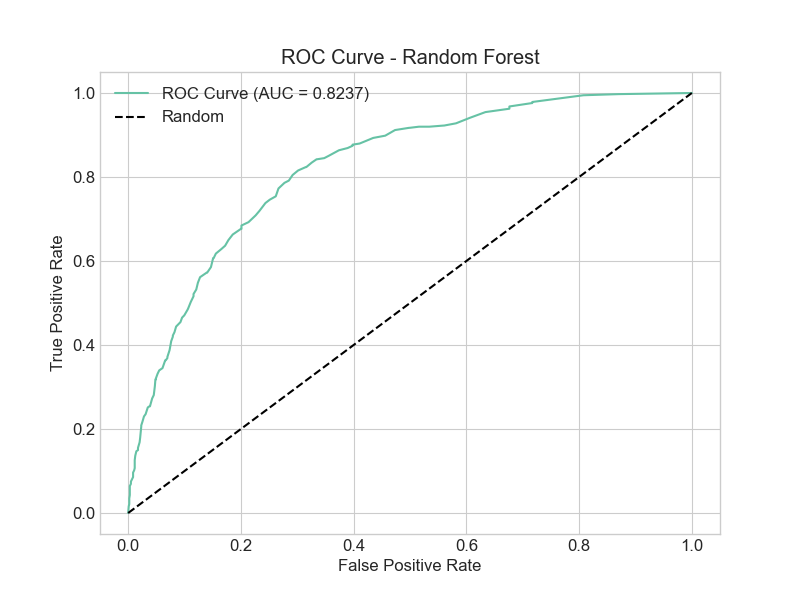 ROC Curve - Random Forest
ROC Curve (AUC = 0.8237)
Random
True Positive Rate
1.0
0.8
0.6
0.4
0.2
0.0
0.0 0.2 0.4 0.6 0.8 1.0
False Positive Rate